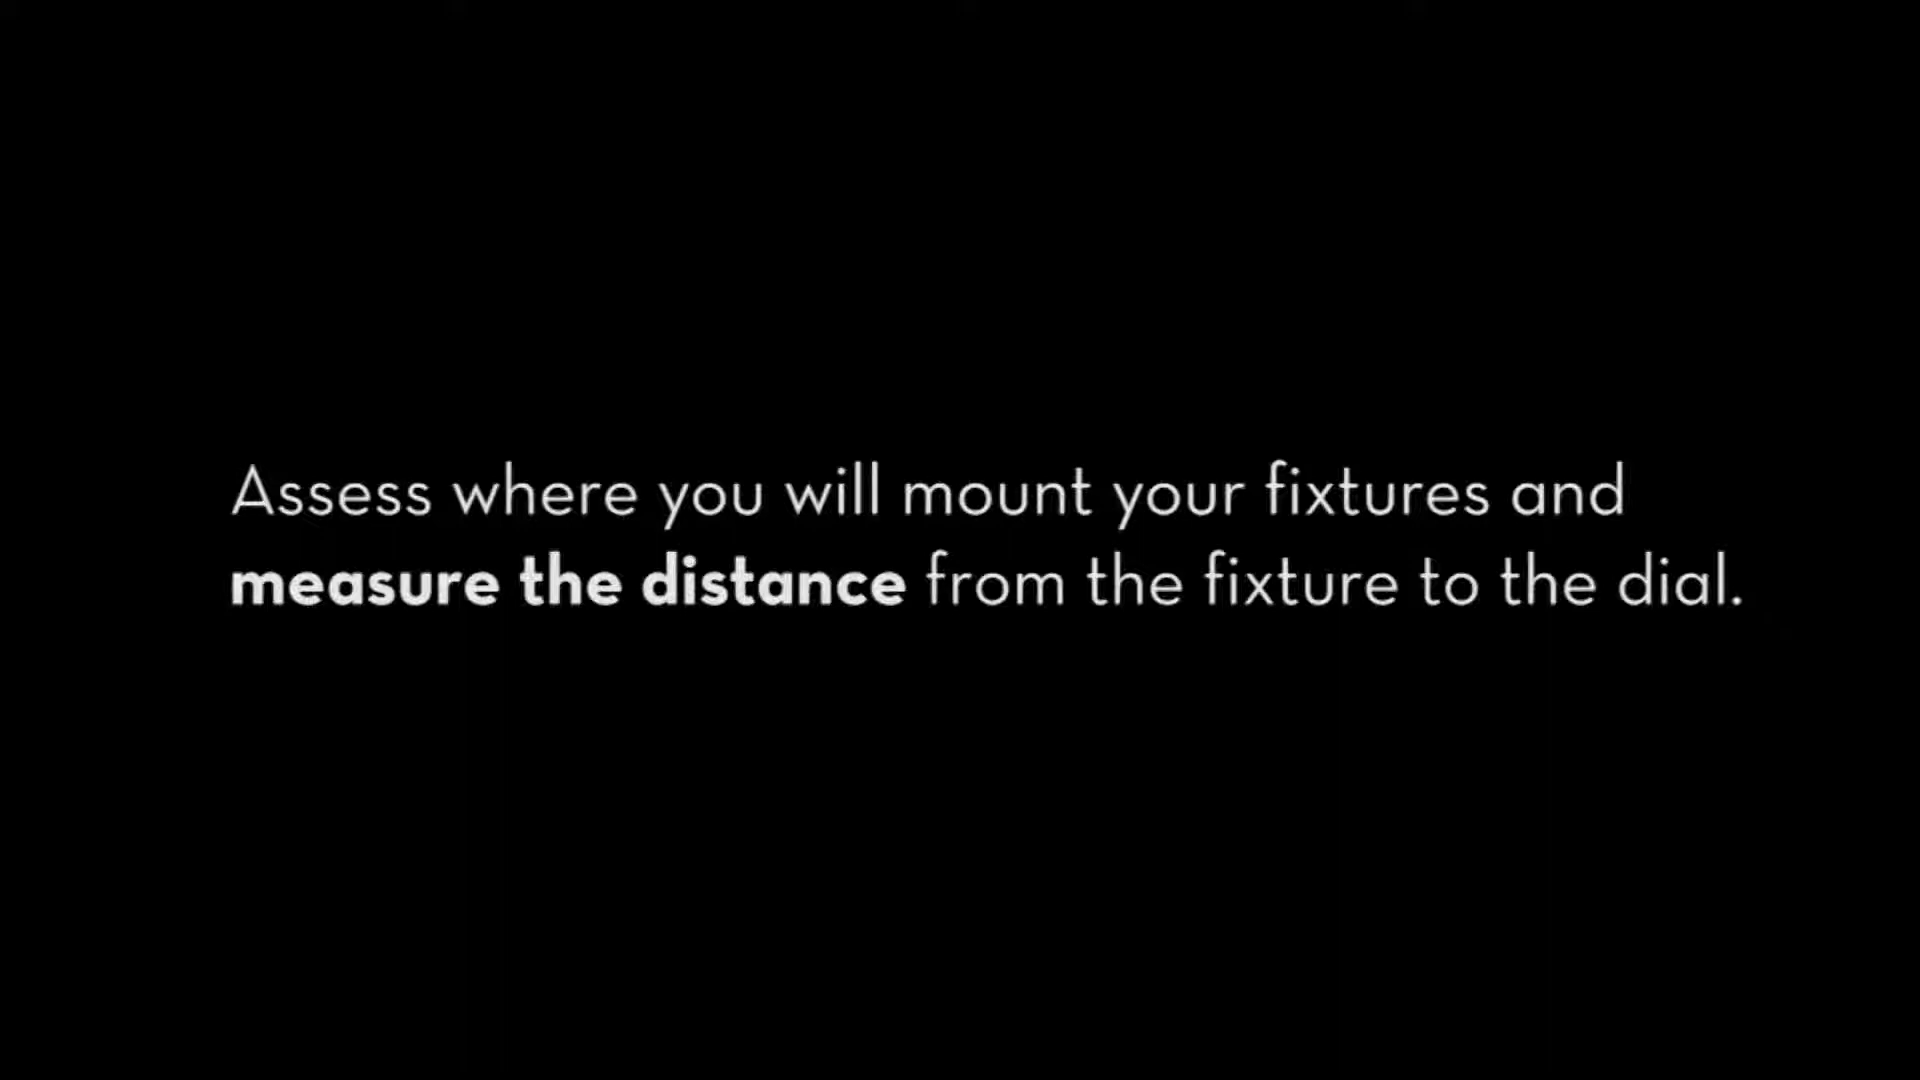 Assess where you will mount your fixtures and
measure the distance from the fixture to the dial.